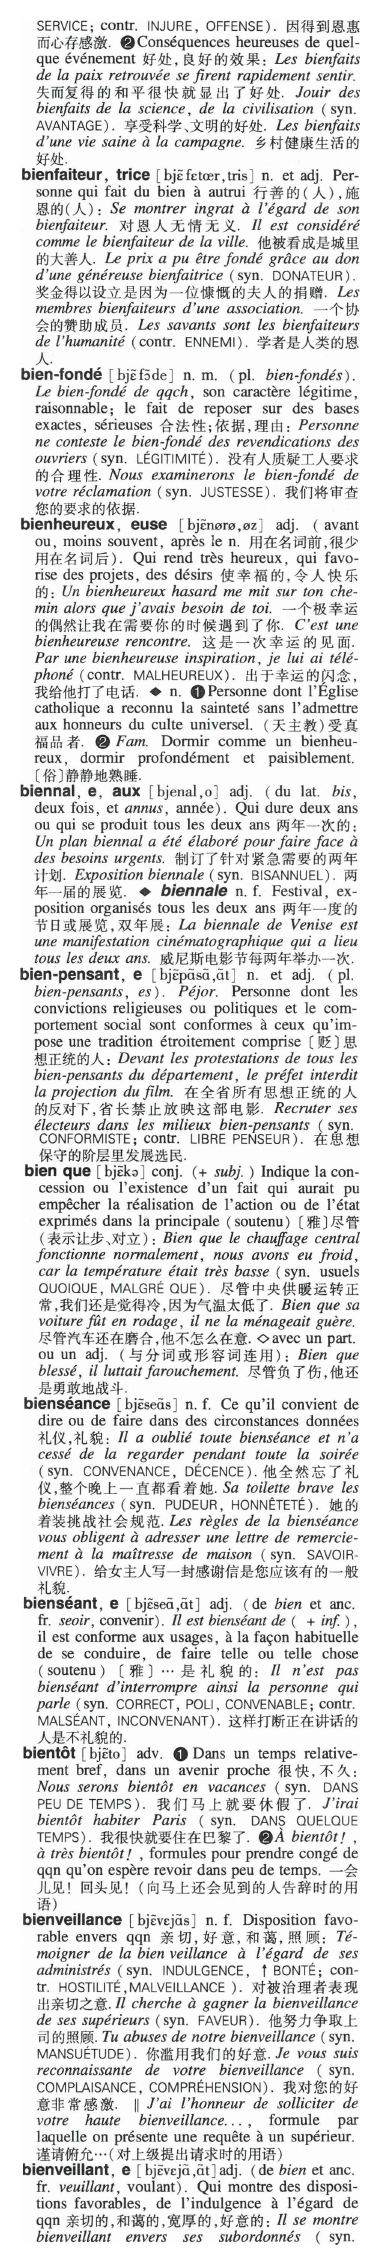 SERVICE; contr. INJURE, OFFENSE). 因得到恩惠
而心存感激. ❷Conséquences heureuses de quel-
que événement 好处,良好的效果: Les bienfaits
de la paix retrouvée se firent rapidement sentir.
失而复得的和平很快就显出了好处. Jouir des
bienfaits de la science, de la civilisation (syn.
AVANTAGE). 享受科学、文明的好处. Les bienfaits
d'une vie saine à la campagne. 乡村健康生活的
好处.
bienfaiteur, trice [bjɛ̃fɛtœr,tris] n. et adj. Per-
sonne qui fait du bien à autrui 行善的(人),施
恩的(人): Se montrer ingrat à l'égard de son
bienfaiteur. 对恩人无情无义. Il est considéré
comme le bienfaiteur de la ville. 他被看成是城里
的大善人. Le prix a pu être fondé grâce au don
d'une généreuse bienfaitrice (syn. DONATEUR).
奖金得以设立是因为一位慷慨的夫人的捐赠. Les
membres bienfaiteurs d'une association. 一个协
会的赞助成员. Les savants sont les bienfaiteurs
de l'humanité (contr. ENNEMI). 学者是人类的恩
人.
bien-fondé [bjɛ̃fɔ̃de] n. m. (pl. bien-fondés).
Le bien-fondé de qqch, son caractère légitime,
raisonnable; le fait de reposer sur des bases
exactes, sérieuses 合法性;依据,理由: Personne
ne conteste le bien-fondé des revendications des
ouvriers (syn. LÉGITIMITÉ). 没有人质疑工人要求
的合理性. Nous examinerons le bien-fondé de
votre réclamation (syn. JUSTESSE). 我们将审查
您的要求的依据.
bienheureux, euse [bjɛ̃nørø,øz] adj. (avant
ou, moins souvent, après le n. 用在名词前,很少
用在名词后). Qui rend très heureux, qui favo-
rise des projets, des désirs 使幸福的,令人快乐
的: Un bienheureux hasard me mit sur ton che-
min alors que j'avais besoin de toi. 一个极幸运
的偶然让我在需要你的时候遇到了你. C'est une
bienheureuse rencontre. 这是一次幸运的见面.
Par une bienheureuse inspiration, je lui ai télé-
phoné (contr. MALHEUREUX). 出于幸运的闪念,
我给他打了电话. ◆ n. ❶Personne dont l'Église
catholique a reconnu la sainteté sans l'admettre
aux honneurs du culte universel. (天主教)受真
福品者. ❷ Fam. Dormir comme un bienheu-
reux, dormir profondément et paisiblement.
〔俗〕静静地熟睡.
biennal, e, aux [bjenal,o] adj. (du lat. bis,
deux fois, et annus, année). Qui dure deux ans
ou qui se produit tous les deux ans 两年一次的:
Un plan biennal a été élaboré pour faire face à
des besoins urgents. 制订了针对紧急需要的两年
计划. Exposition biennale (syn. BISANNUEL). 两
年一届的展览. ◆ biennale n. f. Festival, ex-
position organisés tous les deux ans 两年一度的
节日或展览,双年展: La biennale de Venise est
une manifestation cinématographique qui a lieu
tous les deux ans. 威尼斯电影节每两年举办一次.
bien-pensant, e [bjɛ̃pɑ̃sɑ̃,ɑ̃t] n. et adj. (pl.
bien-pensants, es). Péjor. Personne dont les
convictions religieuses ou politiques et le com-
portement social sont conformes à ceux qu'im-
pose une tradition étroitement comprise〔贬〕思
想正统的人: Devant les protestations de tous les
bien-pensants du département, le préfet interdit
la projection du film. 在全省所有思想正统的人
的反对下,省长禁止放映这部电影. Recruter ses
électeurs dans les milieux bien-pensants (syn.
CONFORMISTE; contr. LIBRE PENSEUR). 在思想
保守的阶层里发展选民.
bien que [bjɛ̃kə] conj. (+ subj.) Indique la con-
cession ou l'existence d'un fait qui aurait pu
empêcher la réalisation de l'action ou de l'état
exprimés dans la principale (soutenu)〔雅〕尽管
(表示让步、对立): Bien que le chauffage central
fonctionne normalement, nous avons eu froid,
car la température était très basse (syn. usuels
QUOIQUE, MALGRÉ QUE). 尽管中央供暖运转正
常,我们还是觉得冷,因为气温太低了. Bien que sa
voiture fût en rodage, il ne la ménageait guère.
尽管汽车还在磨合,他不怎么在意. ◇avec un part.
ou un adj. (与分词或形容词连用): Bien que
blessé, il luttait farouchement. 尽管负了伤,他还
是勇敢地战斗.
bienséance [bjɛ̃seɑ̃s] n. f. Ce qu'il convient de
dire ou de faire dans des circonstances données
礼仪,礼貌: Il a oublié toute bienséance et n'a
cessé de la regarder pendant toute la soirée
(syn. CONVENANCE, DÉCENCE). 他全然忘了礼
仪,整个晚上一直都看着她. Sa toilette brave les
bienséances (syn. PUDEUR, HONNÊTETÉ). 她的
着装挑战社会规范. Les règles de la bienséance
vous obligent à adresser une lettre de remercie-
ment à la maîtresse de maison (syn. SAVOIR-
VIVRE). 给女主人写一封感谢信是您应该有的一般
礼貌.
bienséant, e [bjɛ̃seɑ̃,ɑ̃t] adj. (de bien et anc.
fr. seoir, convenir). Il est bienséant de (+ inf.),
il est conforme aux usages, à la façon habituelle
de se conduire, de faire telle ou telle chose
(soutenu)〔雅〕… 是礼貌的: Il n'est pas
bienséant d'interrompre ainsi la personne qui
parle (syn. CORRECT, POLI, CONVENABLE; contr.
MALSÉANT, INCONVENANT). 这样打断正在讲话的
人是不礼貌的.
bientôt [bjɛ̃to] adv. ❶ Dans un temps relative-
ment bref, dans un avenir proche 很快,不久:
Nous serons bientôt en vacances (syn. DANS
PEU DE TEMPS). 我们马上就要休假了. J'irai
bientôt habiter Paris (syn. DANS QUELQUE
TEMPS). 我很快就要住在巴黎了. ❷À bientôt!,
à très bientôt!, formules pour prendre congé de
qqn qu'on espère revoir dans peu de temps. 一会
儿见! 回头见! (向马上还会见到的人告辞时的用
语)
bienveillance [bjɛ̃vɛjɑ̃s] n. f. Disposition favo-
rable envers qqn 亲切,好意,和蔼,照顾: Té-
moigner de la bien veillance à l'égard de ses
administrés (syn. INDULGENCE, ↑BONTÉ; con-
tr. HOSTILITÉ, MALVEILLANCE). 对被治理者表现
出亲切之意. Il cherche à gagner la bienveillance
de ses supérieurs (syn. FAVEUR). 他努力争取上
司的照顾. Tu abuses de notre bienveillance (syn.
MANSUÉTUDE). 你滥用我们的好意. Je vous suis
reconnaissante de votre bienveillance (syn.
COMPLAISANCE, COMPRÉHENSION). 我对您的好
意非常感激. ‖ J'ai l'honneur de solliciter de
votre haute bienveillance..., formule par
laquelle on présente une requête à un supérieur.
谨请俯允…(对上级提出请求时的用语)
bienveillant, e [bjɛ̃vɛjɑ̃,ɑ̃t] adj. (de bien et anc.
fr. veuillant, voulant). Qui montre des disposi-
tions favorables, de l'indulgence à l'égard de
qqn 亲切的,和蔼的,宽厚的,好意的: Il se montre
bienveillant envers ses subordonnés (syn.